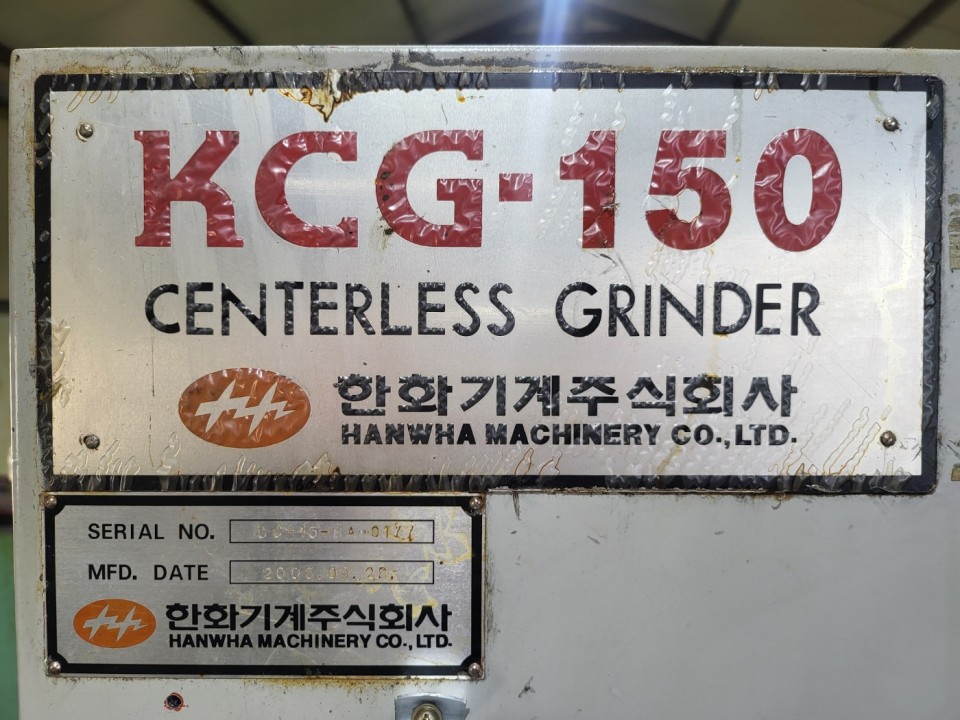 KCG-150
CENTERLESS GRINDER
한화기계주식회사
HANWHA MACHINERY CO.,LTD.
SERIAL NO.
MFD. DATE
한화기계주식회사
HANWHA MACHINERY CO.,LTD.